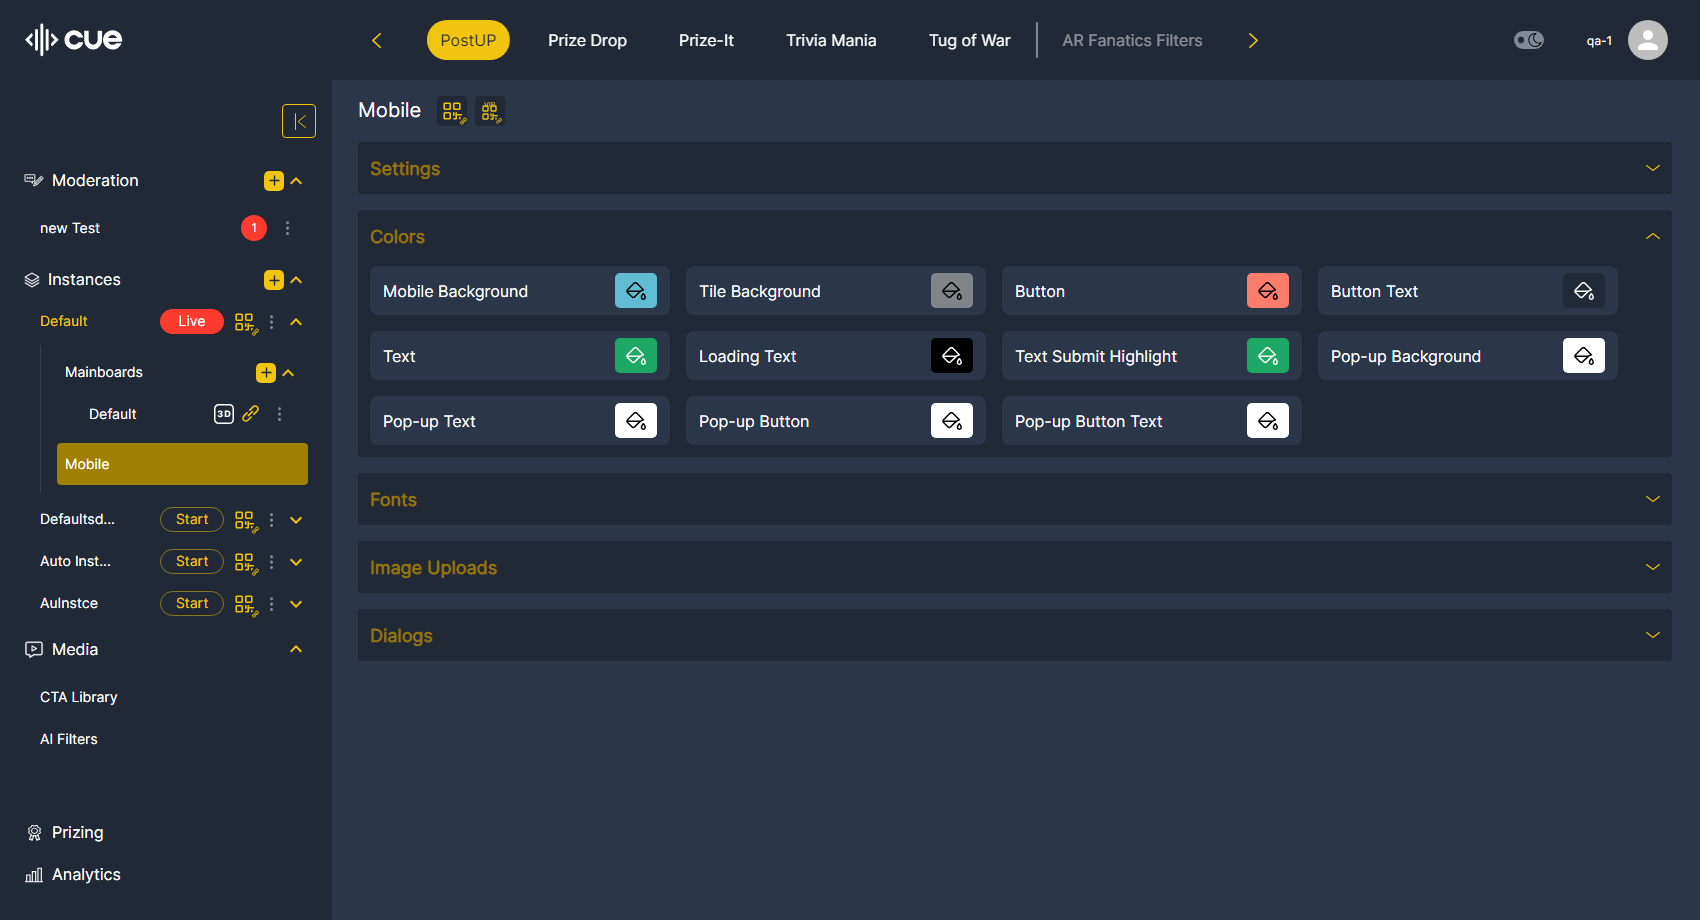 cue
PostUP
Prize Drop
Prize-It
Trivia Mania
Tug of War
AR Fanatics Filters
qa-1
Moderation
new Test
1
Instances
Default
Live
Mainboards
Default
3D
Mobile
Defaultsd...
Start
Auto Inst...
Start
AuInstce
Start
Media
CTA Library
AI Filters
Prizing
Analytics
Mobile
VIP
Settings
Colors
Mobile Background
Tile Background
Button
Button Text
Text
Loading Text
Text Submit Highlight
Pop-up Background
Pop-up Text
Pop-up Button
Pop-up Button Text
Fonts
Image Uploads
Dialogs